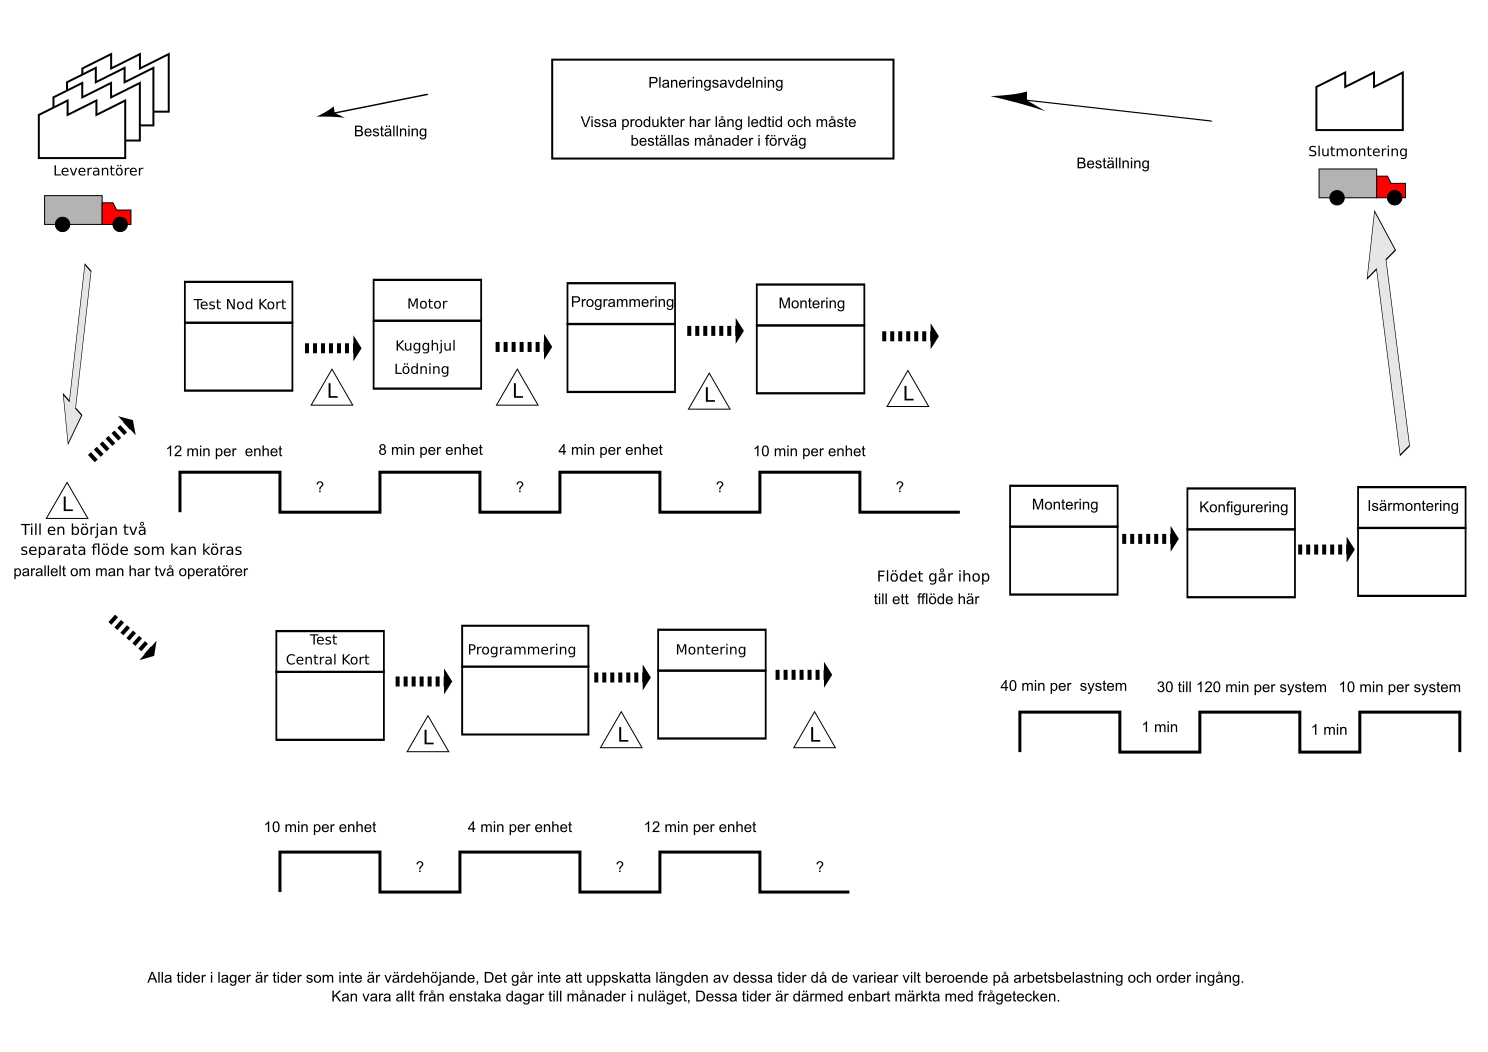 Planeringsavdelning
Vissa produkter har lång ledtid och måste
beställas månader i förväg
Beställning
Beställning
Leverantörer
Slutmontering
Test Nod Kort
Motor
Kugghjul
Lödning
Programmering
Montering
L
L
L
L
12 min per enhet
8 min per enhet
4 min per enhet
10 min per enhet
?
?
?
?
L
Till en början två
separata flöde som kan köras
parallelt om man har två operatörer
Flödet går ihop
till ett fflöde här
Montering
Konfigurering
Isärmontering
40 min per system
30 till 120 min per system
10 min per system
1 min
1 min
Test
Central Kort
Programmering
Montering
L
L
L
10 min per enhet
4 min per enhet
12 min per enhet
?
?
?
Alla tider i lager är tider som inte är värdehöjande, Det går inte att uppskatta längden av dessa tider då de variear vilt beroende på arbetsbelastning och order ingång.
Kan vara allt från enstaka dagar till månader i nuläget, Dessa tider är därmed enbart märkta med frågetecken.